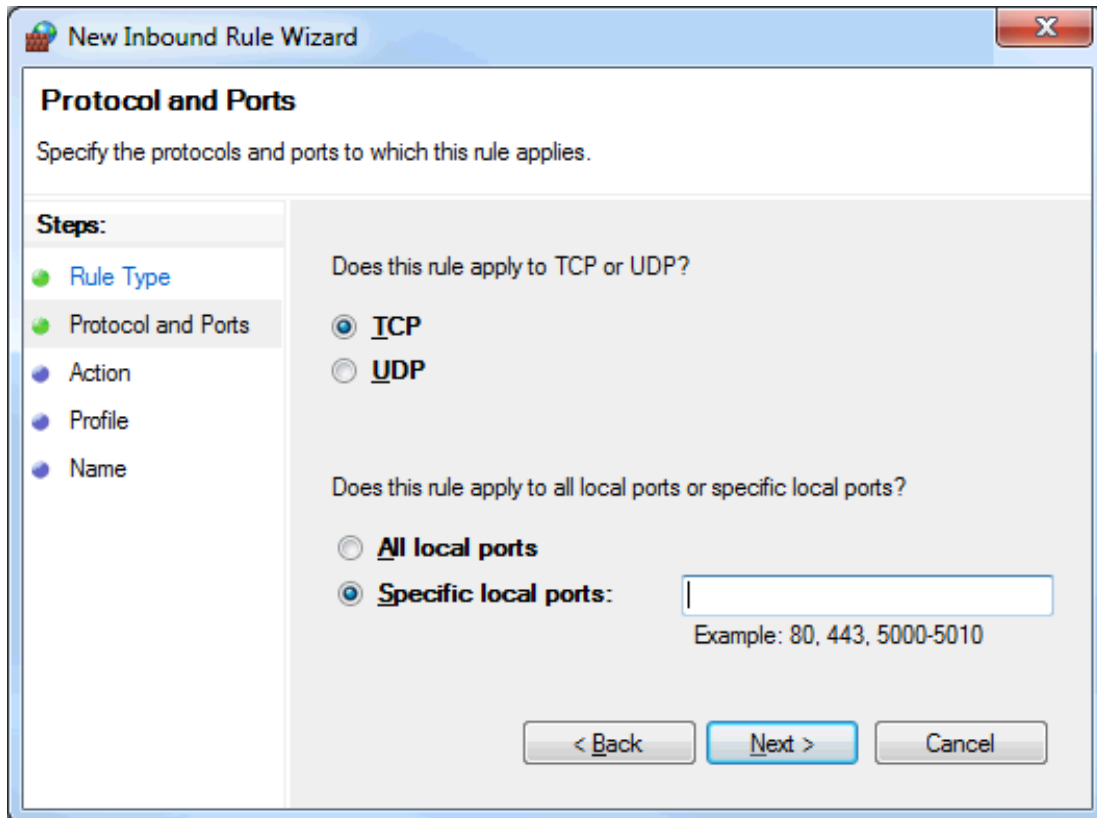 New Inbound Rule Wizard
Protocol and Ports
Specify the protocols and ports to which this rule applies.
Steps:
Rule Type
Protocol and Ports
Action
Profile
Name
Does this rule apply to TCP or UDP?
TCP
UDP
Does this rule apply to all local ports or specific local ports?
All local ports
Specific local ports:
Example: 80, 443, 5000-5010
< Back
Next >
Cancel